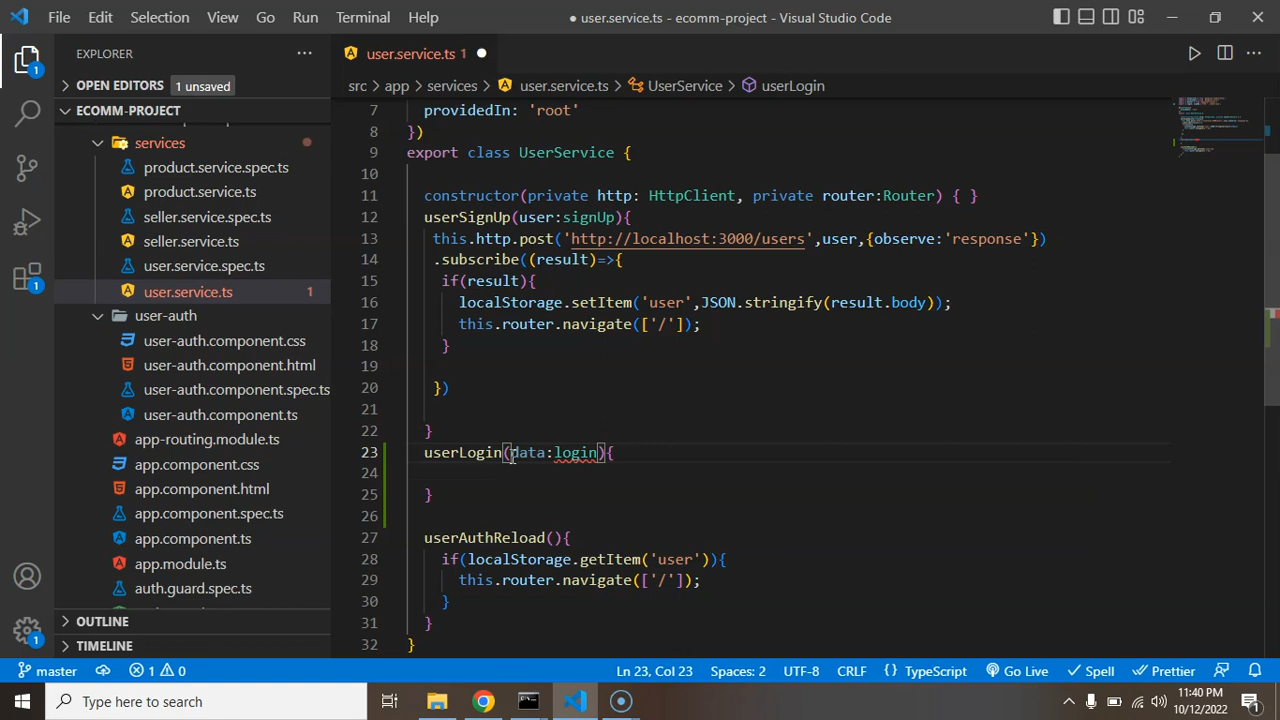 File Edit Selection View Go Run Terminal Help
● user.service.ts - ecomm-project - Visual Studio Code
EXPLORER
user.service.ts 1
OPEN EDITORS 1 unsaved
src > app > services > user.service.ts > UserService > userLogin
ECOMM-PROJECT
services
product.service.spec.ts
product.service.ts
seller.service.spec.ts
seller.service.ts
user.service.spec.ts
user.service.ts 1
user-auth
user-auth.component.css
user-auth.component.html
user-auth.component.spec.ts
user-auth.component.ts
app-routing.module.ts
app.component.css
app.component.html
app.component.spec.ts
app.component.ts
app.module.ts
auth.guard.spec.ts
OUTLINE
TIMELINE
1
1
1
7 providedIn: 'root'
8 })
9 export class UserService {
10
11 constructor(private http: HttpClient, private router:Router) { }
12 userSignUp(user:signUp){
13 this.http.post('http://localhost:3000/users',user,{observe:'response'})
14 .subscribe((result)=>{
15 if(result){
16 localStorage.setItem('user',JSON.stringify(result.body));
17 this.router.navigate(['/']);
18 }
19
20 })
21
22 }
23 userLogin(data:login){
24
25 }
26
27 userAuthReload(){
28 if(localStorage.getItem('user')){
29 this.router.navigate(['/']);
30 }
31 }
32 }
master 1 0 Ln 23, Col 23 Spaces: 2 UTF-8 CRLF { } TypeScript Go Live Spell Prettier
Type here to search
11:40 PM
10/12/2022
1